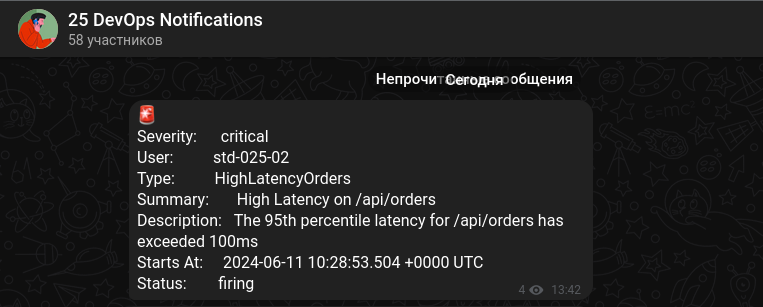 25 DevOps Notifications
58 участников
Непрочи Сегодня общения
Severity: critical
User: std-025-02
Type: HighLatencyOrders
Summary: High Latency on /api/orders
Description: The 95th percentile latency for /api/orders has
exceeded 100ms
Starts At: 2024-06-11 10:28:53.504 +0000 UTC
Status: firing
4 13:42